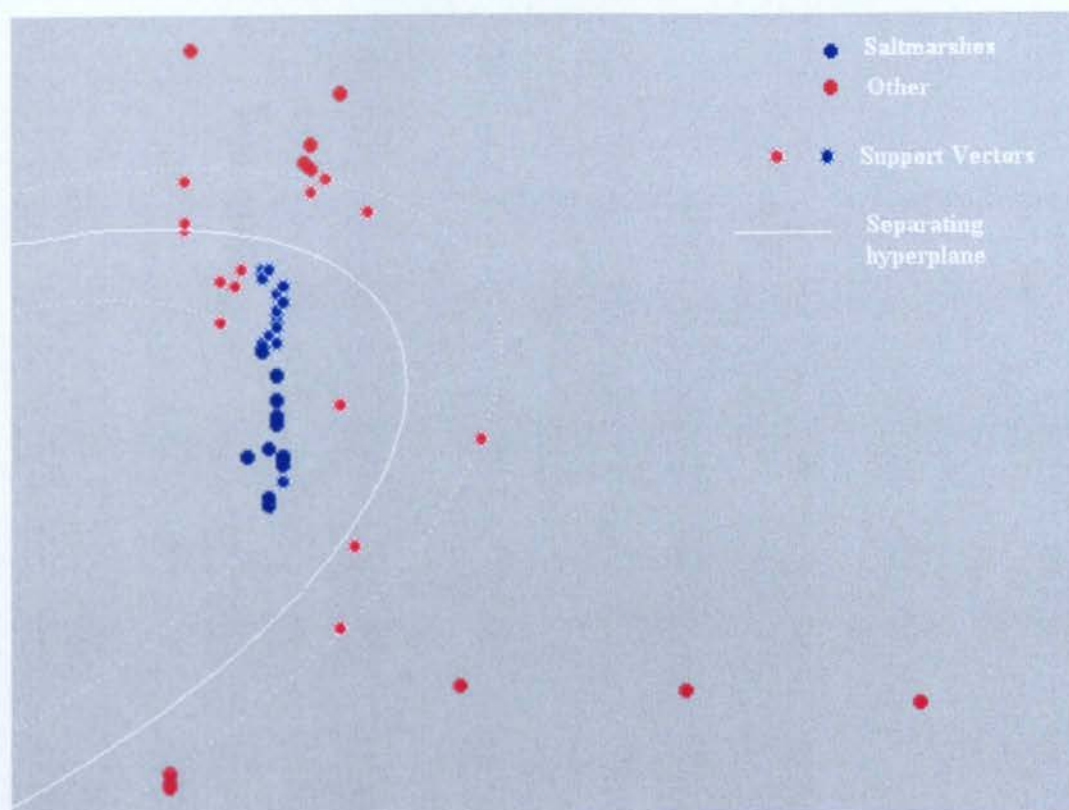 Saltmarshes
Other
Support Vectors
Separating
hyperplane